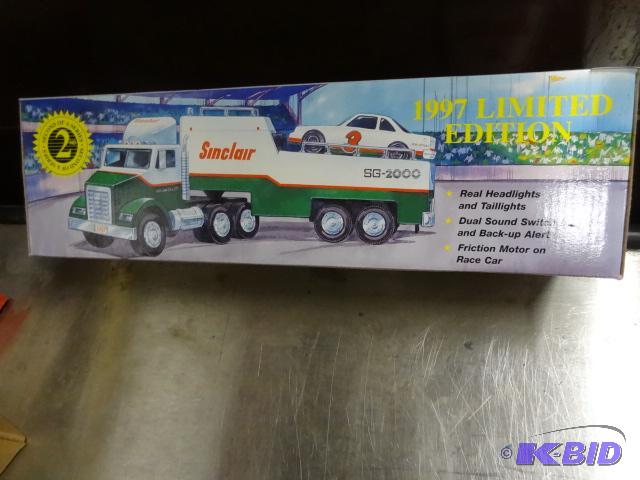 1997 LIMITED
EDITION
2
Sinclair
SG-2000
2
Real Headlights
and Taillights
Dual Sound Switch
and Back-up Alert
Friction Motor on
Race Car
© K-BID